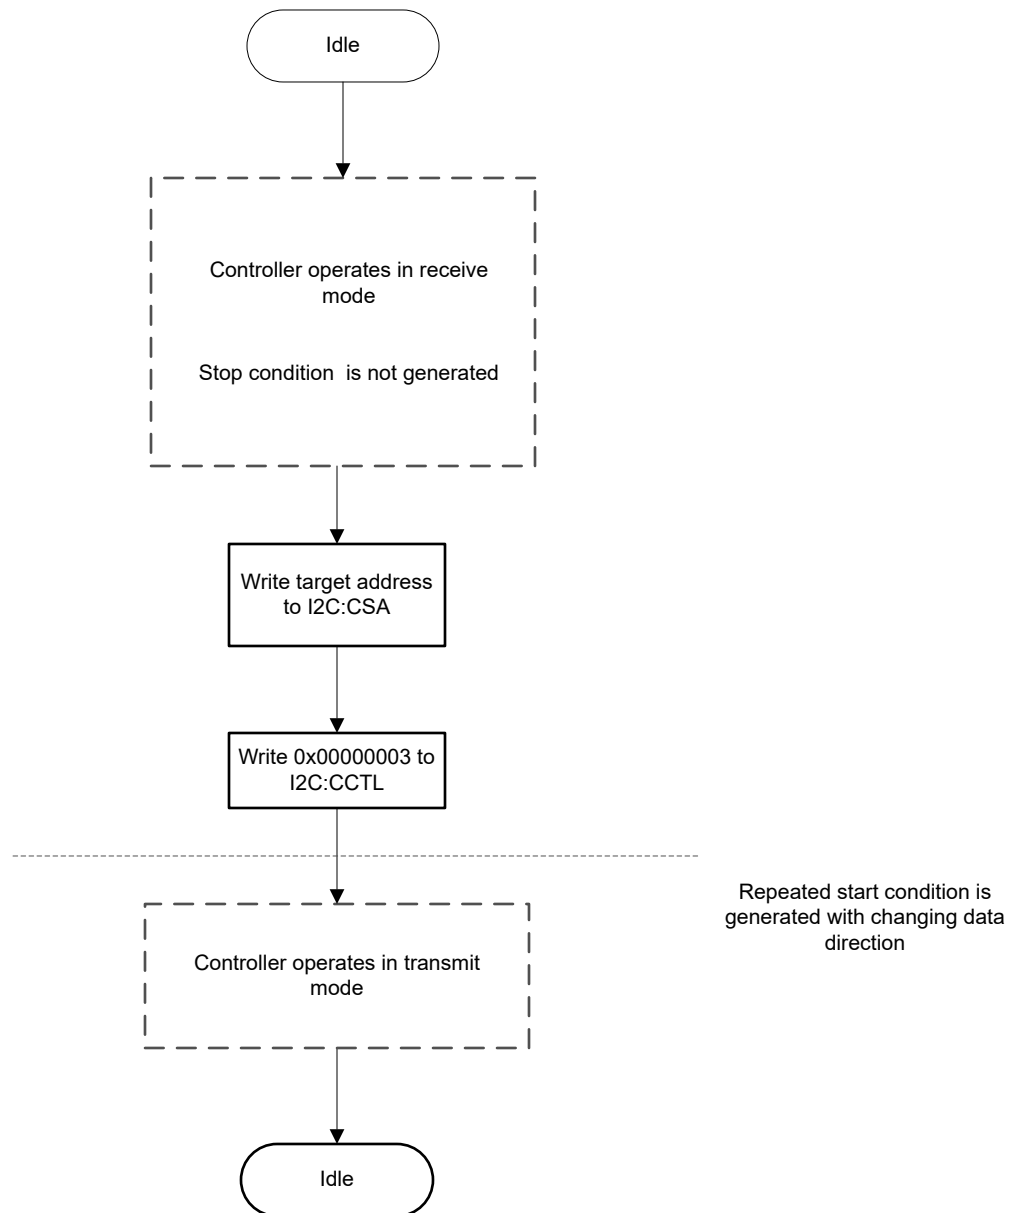 Idle
Controller operates in receive
mode
Stop condition  is not generated
Write target address
to I2C:CSA
Write 0x00000003 to
I2C:CCTL
Repeated start condition is
generated with changing data
direction
Controller operates in transmit
mode
Idle